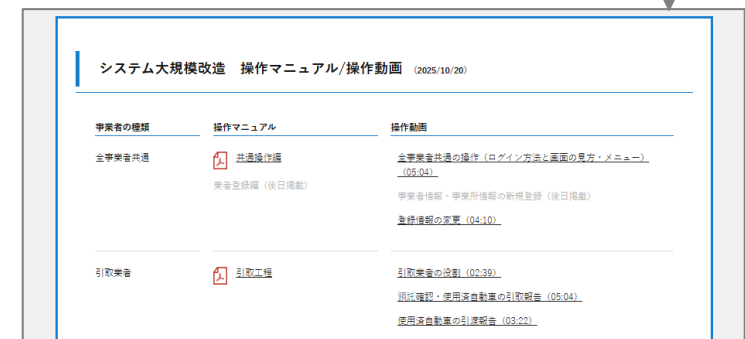 システム大規模改造　操作マニュアル/操作動画　（2025/10/20）
事業者の種類　操作マニュアル　操作動画
全事業者共通　共通操作編　全事業者共通の操作（ログイン方法と画面の見方・メニュー）
（05:04）
業者登録編（後日掲載）　事業者情報・事業所情報の新規登録（後日掲載）
登録情報の変更（04:10）
引取業者　引取工程　引取業者の役割（02:39）
預託確認・使用済自動車の引取報告（05:04）
使用済自動車の引渡報告（03:22）